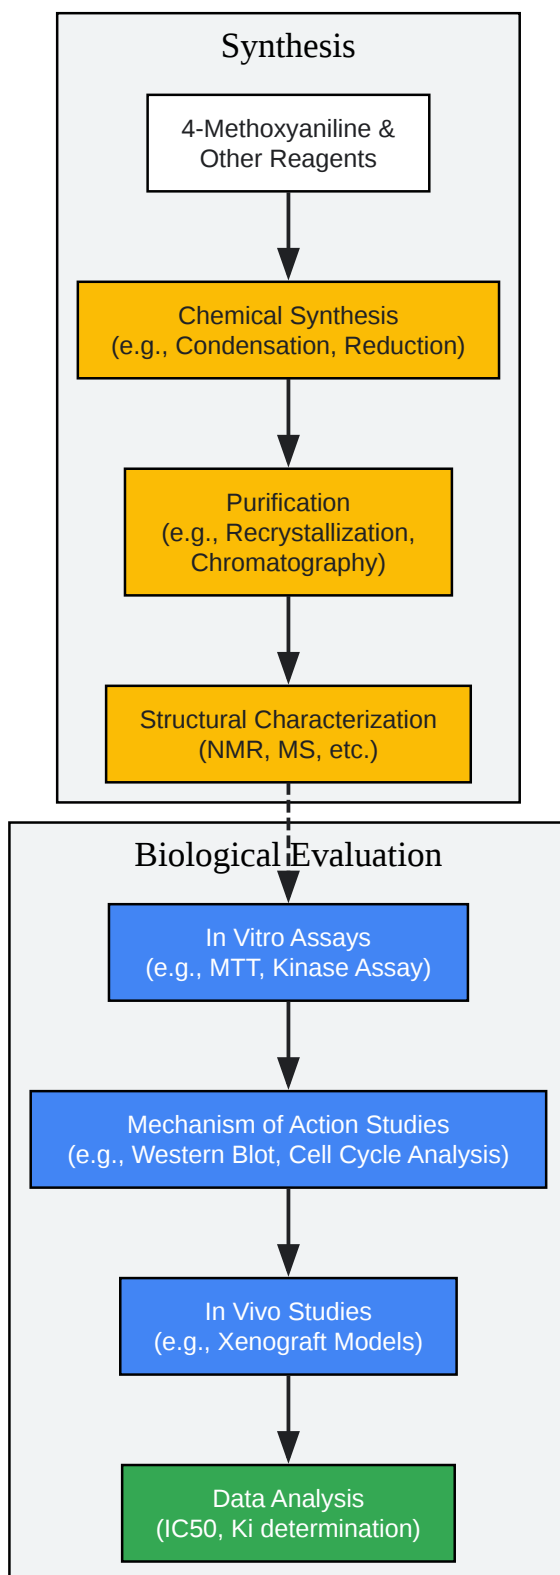 Synthesis
4-Methoxyaniline &
Other Reagents
Chemical Synthesis
(e.g., Condensation, Reduction)
Purification
(e.g., Recrystallization,
Chromatography)
Structural Characterization
(NMR, MS, etc.)
Biological Evaluation
In Vitro Assays
(e.g., MTT, Kinase Assay)
Mechanism of Action Studies
(e.g., Western Blot, Cell Cycle Analysis)
In Vivo Studies
(e.g., Xenograft Models)
Data Analysis
(IC50, Ki determination)